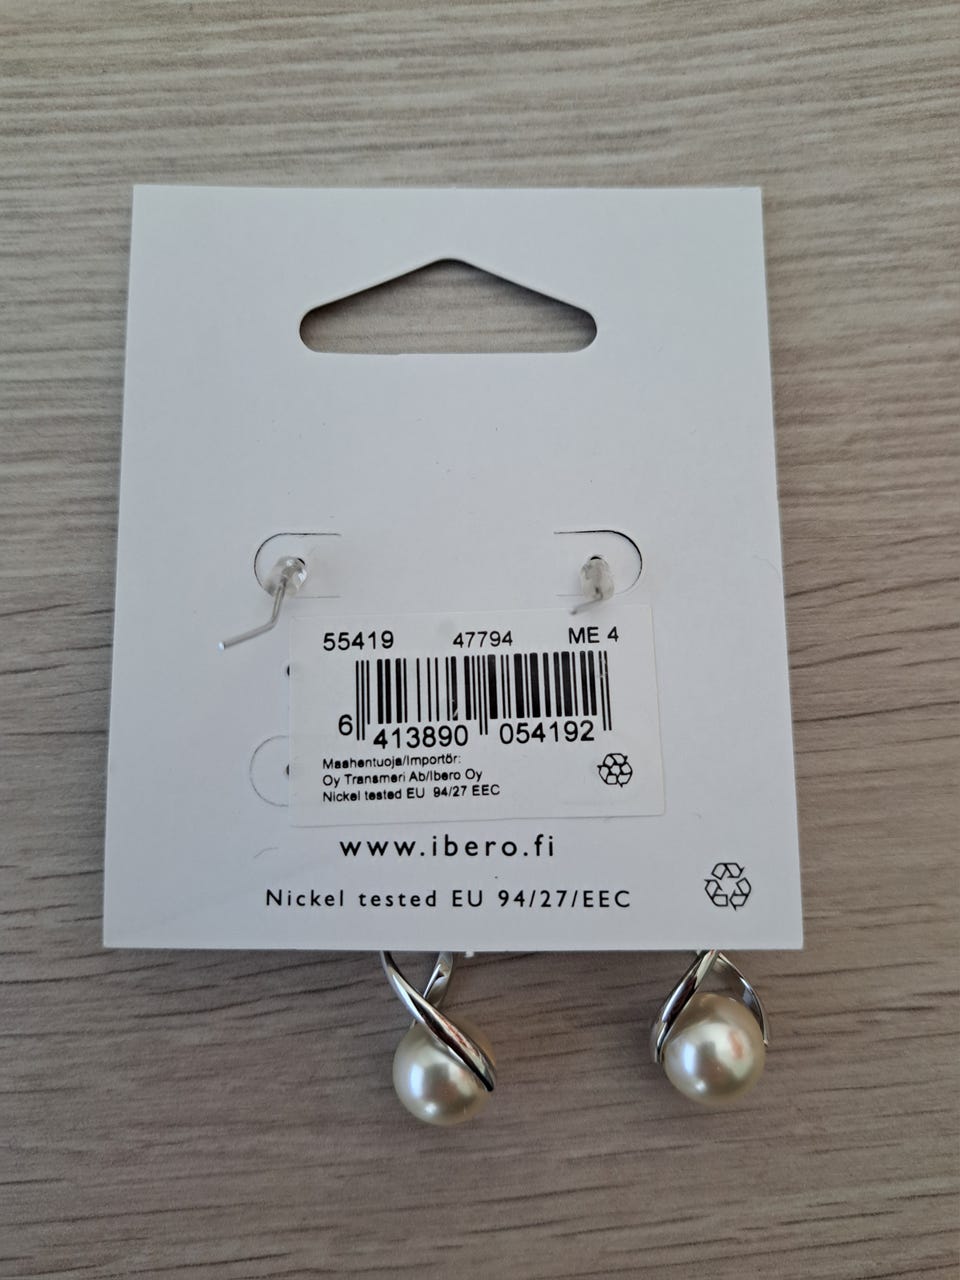 55419 47794 ME 4
6 413890 054192
Maahentuoja/Importör:
Oy Transmeri Ab/Ibero Oy
Nickel tested EU 94/27 EEC
www.ibero.fi
Nickel tested EU 94/27/EEC